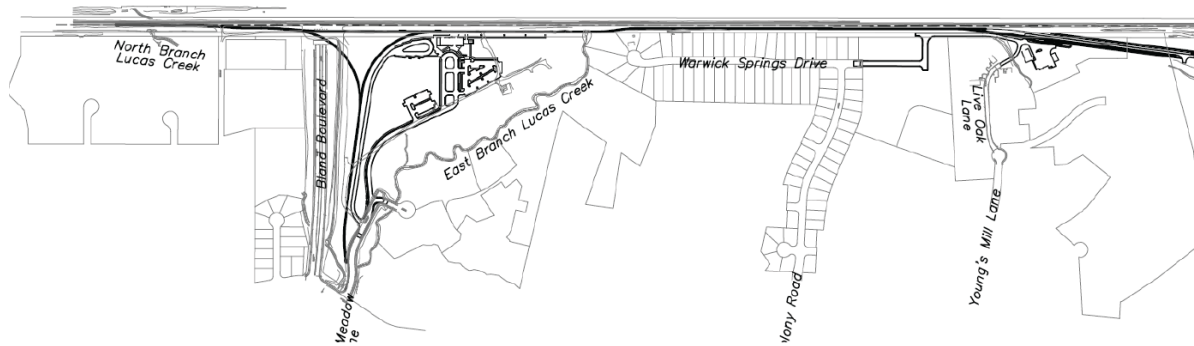 North Branch
Lucas Creek
Bland Boulevard
East Branch Lucas Creek
Warwick Springs Drive
Live Oak
Lane
Young's Mill Lane
Meadow